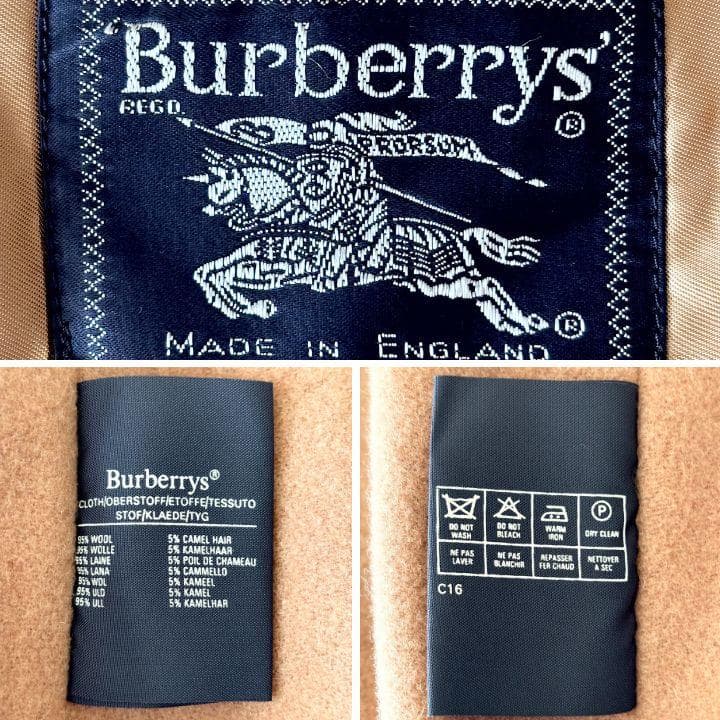 "Burberrys"
REGD
®
PRORSUM
®
MADE IN ENGLAND
Burberrys®
CLOTH/OBERSTOFF/ETOFFE/TESSUTO
STOF/KLAEDE/TYG
95% WOOL 5% CAMEL HAIR
95% WOLLE 5% KAMELHAAR
95% LAINE 5% POIL DE CHAMEAU
95% LANA 5% CAMMELLO
95% WOL 5% KAMEEL
95% ULD 5% KAMEL
95% ULL 5% KAMELHAR
P
DO NOT WASH DO NOT BLEACH WARM IRON DRY CLEAN
NE PAS LAVER NE PAS BLANCHIR REPASSER FER CHAUD NETTOYER A SEC
C16